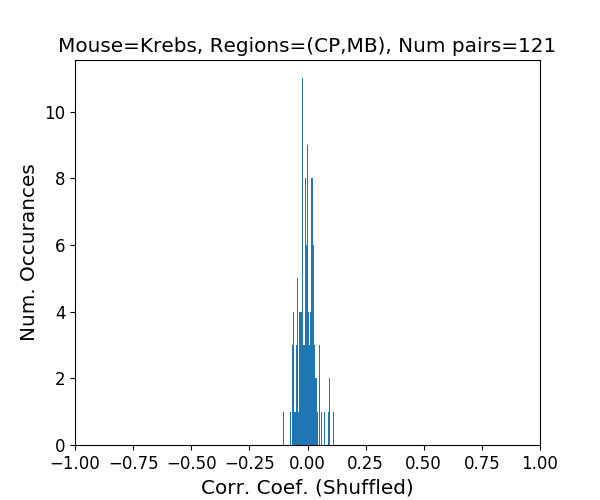 Mouse=Krebs, Regions=(CP,MB), Num pairs=121
Num. Occurances
10
8
6
4
2
0
−1.00 −0.75 −0.50 −0.25 0.00 0.25 0.50 0.75 1.00
Corr. Coef. (Shuffled)